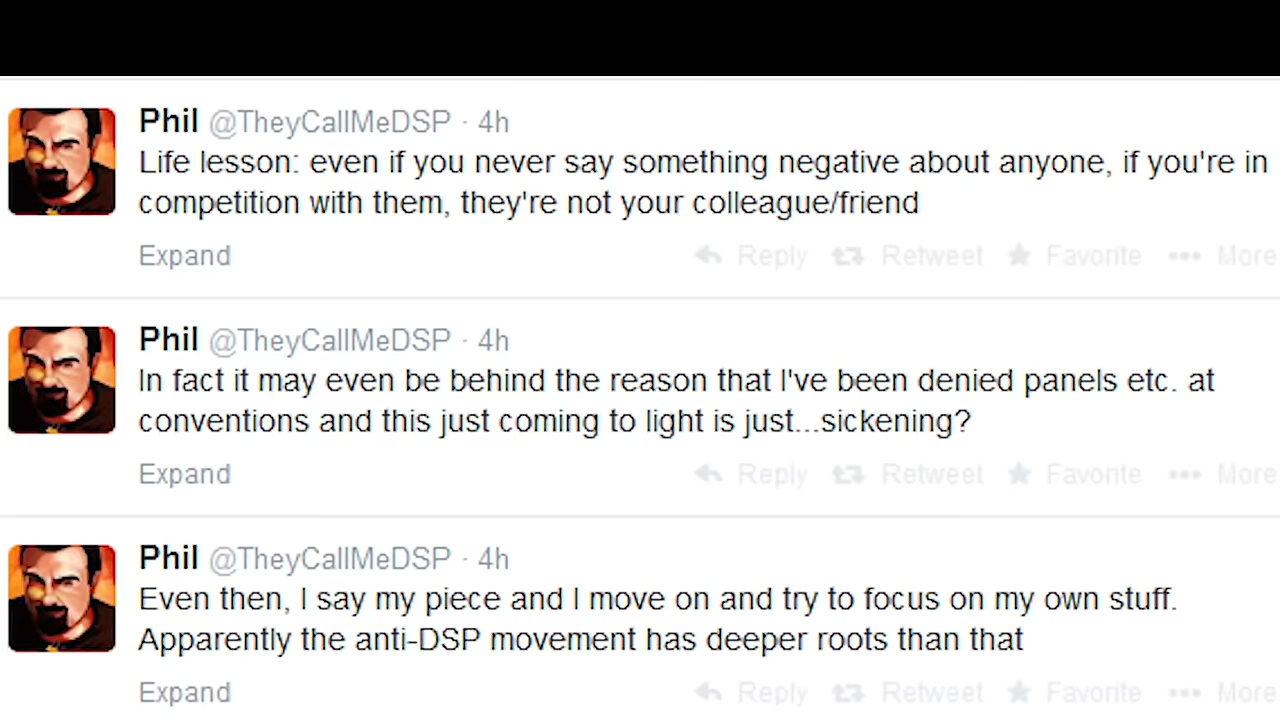 Phil @TheyCallMeDSP · 4h
Life lesson: even if you never say something negative about anyone, if you're in
competition with them, they're not your colleague/friend
Expand Reply Retweet Favorite ••• More
Phil @TheyCallMeDSP · 4h
In fact it may even be behind the reason that I've been denied panels etc. at
conventions and this just coming to light is just...sickening?
Expand Reply Retweet Favorite ••• More
Phil @TheyCallMeDSP · 4h
Even then, I say my piece and I move on and try to focus on my own stuff.
Apparently the anti-DSP movement has deeper roots than that
Expand Reply Retweet Favorite ••• More